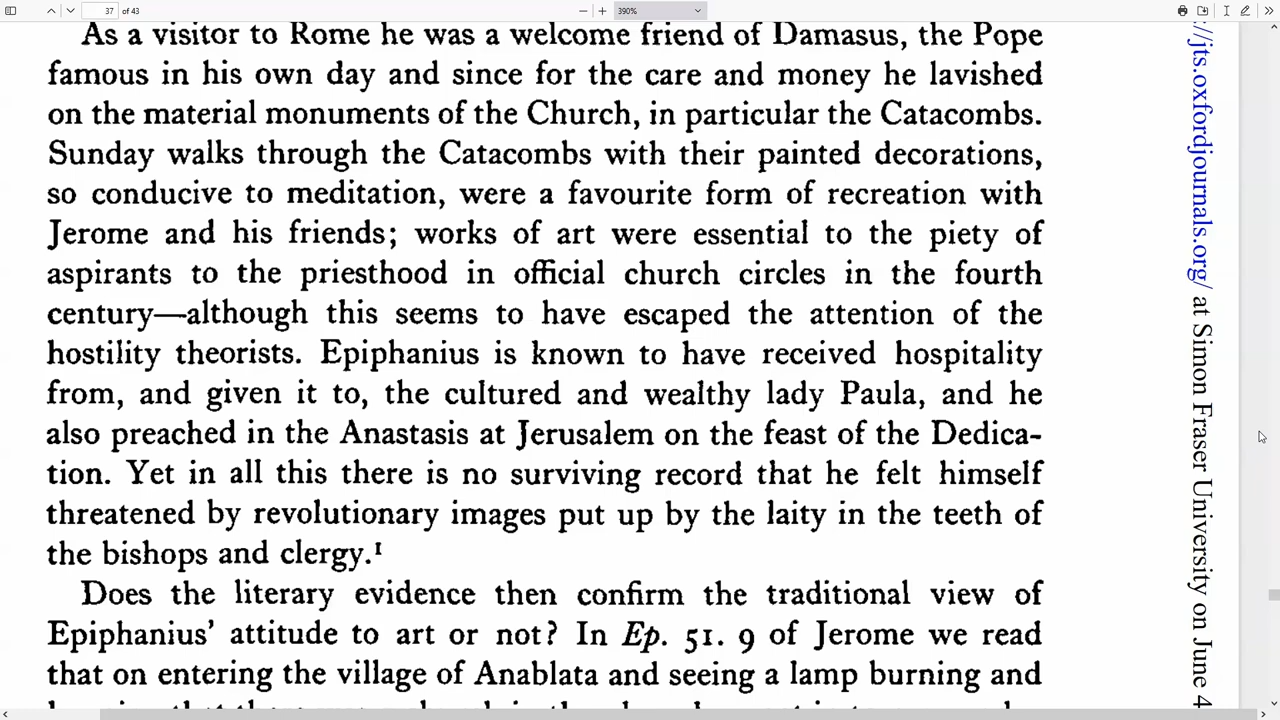 37 of 43
390%
As a visitor to Rome he was a welcome friend of Damasus, the Pope
famous in his own day and since for the care and money he lavished
on the material monuments of the Church, in particular the Catacombs.
Sunday walks through the Catacombs with their painted decorations,
so conducive to meditation, were a favourite form of recreation with
Jerome and his friends; works of art were essential to the piety of
aspirants to the priesthood in official church circles in the fourth
century—although this seems to have escaped the attention of the
hostility theorists. Epiphanius is known to have received hospitality
from, and given it to, the cultured and wealthy lady Paula, and he
also preached in the Anastasis at Jerusalem on the feast of the Dedica-
tion. Yet in all this there is no surviving record that he felt himself
threatened by revolutionary images put up by the laity in the teeth of
the bishops and clergy.¹
Does the literary evidence then confirm the traditional view of
Epiphanius’ attitude to art or not? In Ep. 51. 9 of Jerome we read
that on entering the village of Anablata and seeing a lamp burning and
://jts.oxfordjournals.org/ at Simon Fraser University on June 4